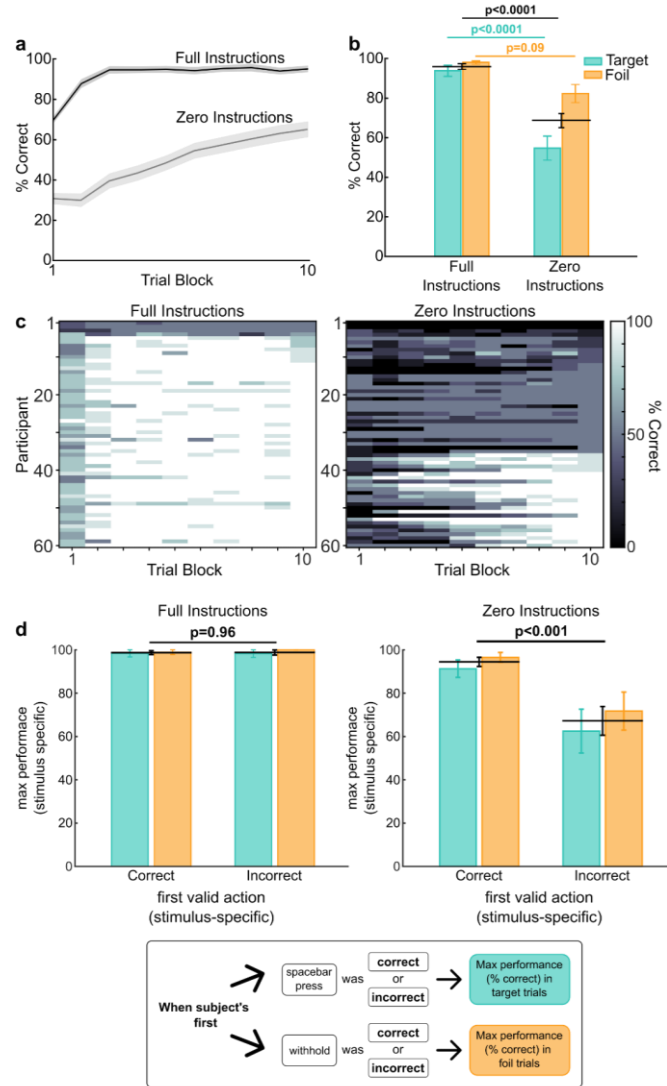 a
Full Instructions
Zero Instructions
% Correct
100
80
60
40
20
0
1
10
Trial Block
b
p<0.0001
p<0.0001
p=0.09
Target
Foil
% Correct
100
80
60
40
20
0
Full
Instructions
Zero
Instructions
c
Full Instructions
Participant
1
20
40
60
1
10
Trial Block
Zero Instructions
1
10
Trial Block
100
50
0
% Correct
d
Full Instructions
p=0.96
max performace
(stimulus specific)
100
80
60
40
20
0
Correct
Incorrect
first valid action
(stimulus-specific)
Zero Instructions
p<0.001
max performace
(stimulus specific)
100
80
60
40
20
0
Correct
Incorrect
first valid action
(stimulus-specific)
When subject's
first
spacebar
press
was
correct
or
incorrect
Max performance
(% correct) in
target trials
withhold
was
correct
or
incorrect
Max performance
(% correct) in
foil trials